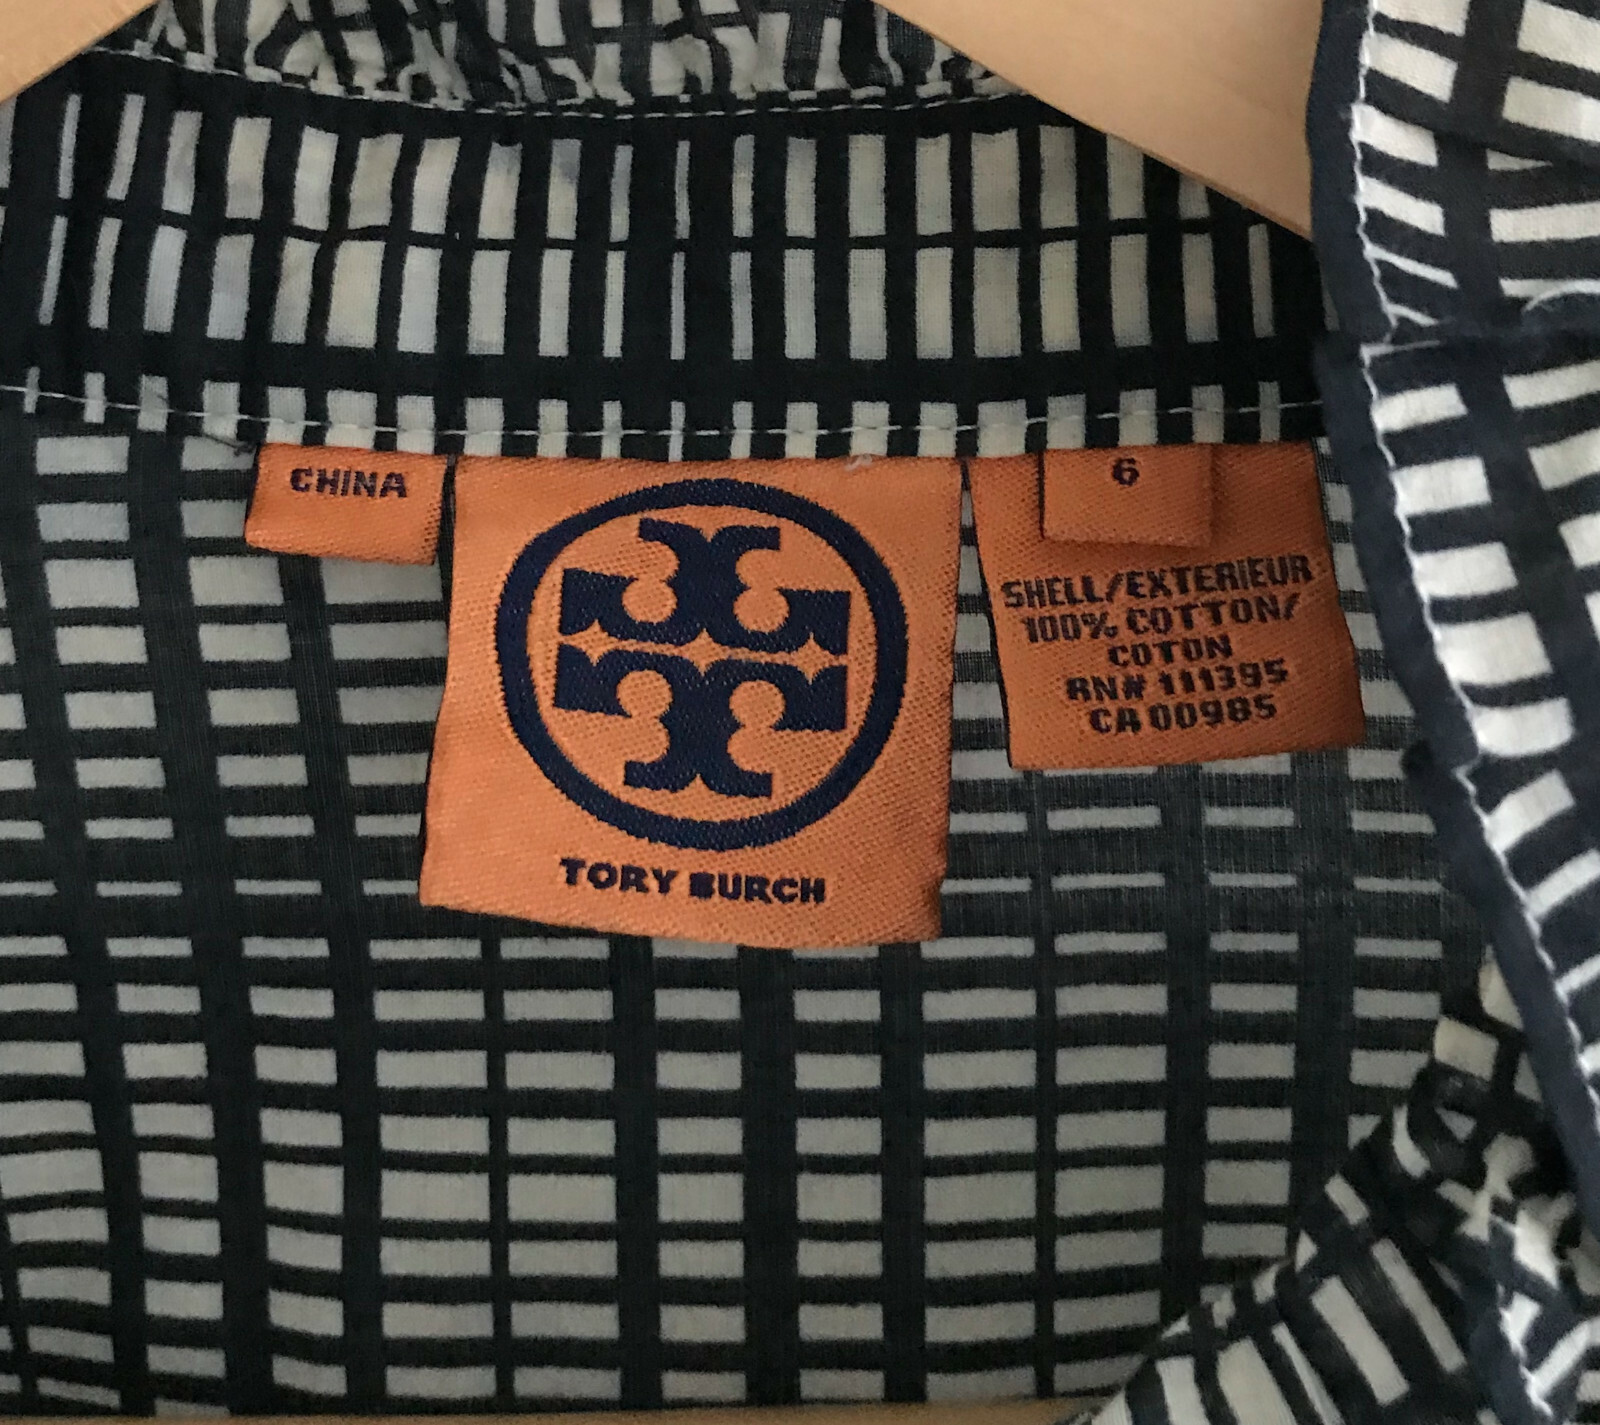 CHINA
TORY BURCH
6
SHELL/EXTERIEUR
100% COTTON/
COTON
RN# 111395
CA 00985